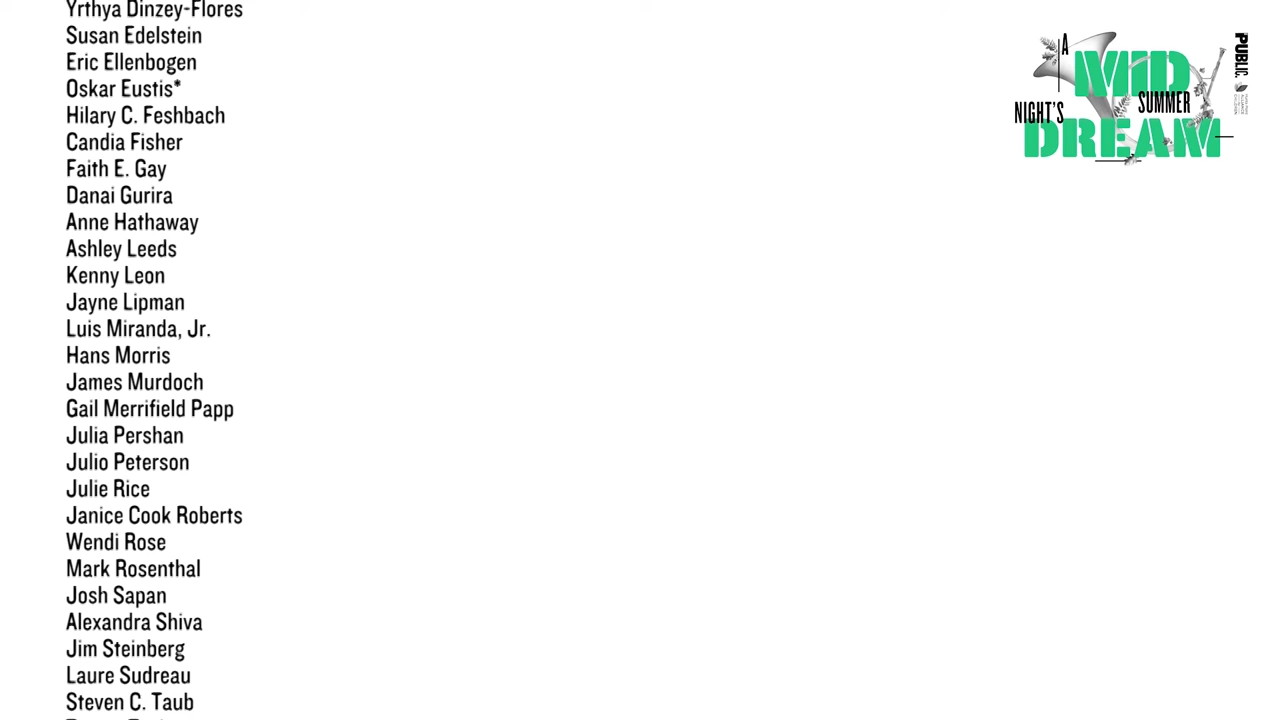 Yrthya Dinzey-Flores
Susan Edelstein
Eric Ellenbogen
Oskar Eustis*
Hilary C. Feshbach
Candia Fisher
Faith E. Gay
Danai Gurira
Anne Hathaway
Ashley Leeds
Kenny Leon
Jayne Lipman
Luis Miranda, Jr.
Hans Morris
James Murdoch
Gail Merrifield Papp
Julia Pershan
Julio Peterson
Julie Rice
Janice Cook Roberts
Wendi Rose
Mark Rosenthal
Josh Sapan
Alexandra Shiva
Jim Steinberg
Laure Sudreau
Steven C. Taub
A
MID
SUMMER
NIGHT'S
DREAM
PUBLIC.